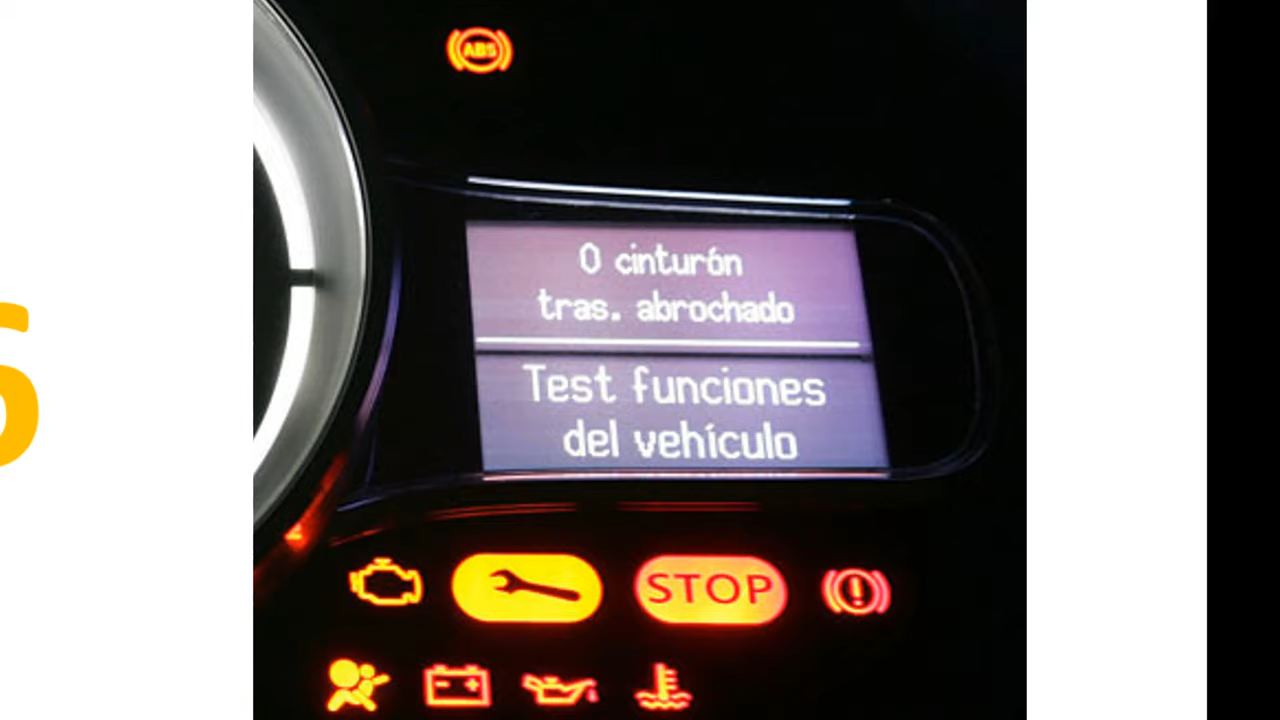 ABS
0 cinturón
tras. abrochado
Test funciones
del vehículo
STOP